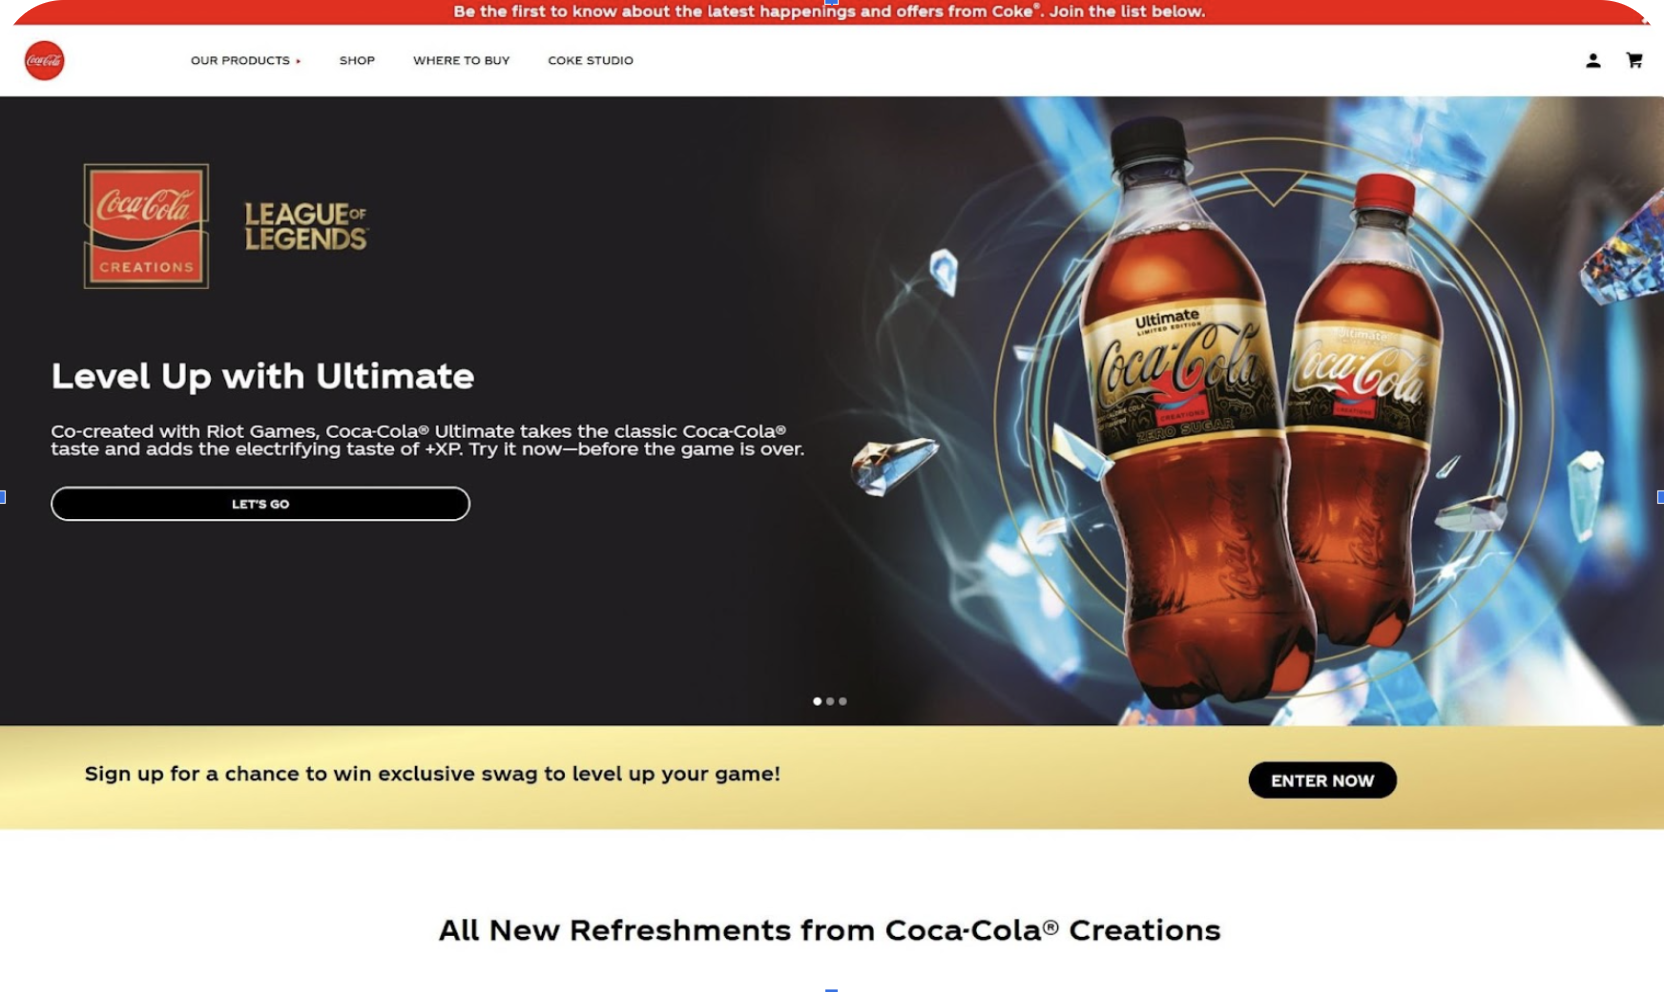 Be the first to know about the latest happenings and offers from Coke®. Join the list below.
Coca-Cola
OUR PRODUCTS
SHOP
WHERE TO BUY
COKE STUDIO
Coca-Cola
CREATIONS
LEAGUE OF
LEGENDS
Level Up with Ultimate
Co-created with Riot Games, Coca-Cola® Ultimate takes the classic Coca-Cola®
taste and adds the electrifying taste of +XP. Try it now—before the game is over.
LET'S GO
Ultimate
LIMITED EDITION
Coca-Cola
CREATIONS
ZERO SUGAR
Ultimate
Coca-Cola
CREATIONS
Sign up for a chance to win exclusive swag to level up your game!
ENTER NOW
All New Refreshments from Coca-Cola® Creations